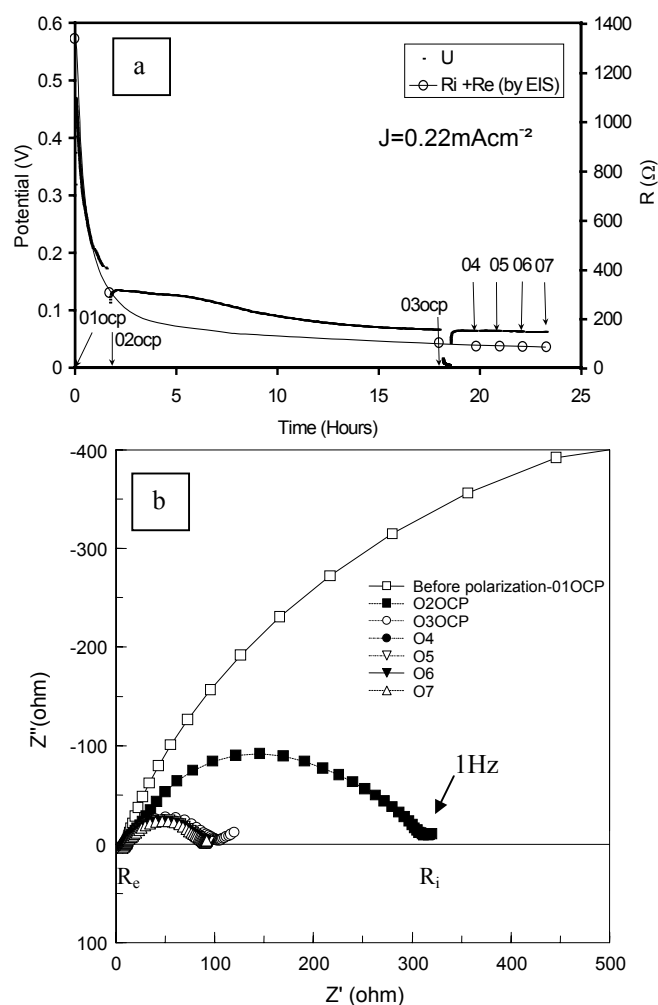 a
U
Ri +Re (by EIS)
J=0.22mAcm⁻²
0.6
0.5
0.4
0.3
0.2
0.1
0
Potential (V)
1400
1200
1000
800
600
400
200
0
R (Ω)
01ocp
02ocp
03ocp
04 05 06 07
0 5 10 15 20 25
Time (Hours)
b
-400
-300
-200
-100
0
100
Z''(ohm)
Before polarization-01OCP
O2OCP
O3OCP
O4
O5
O6
O7
1Hz
Rₑ
Rᵢ
0 100 200 300 400 500
Z' (ohm)